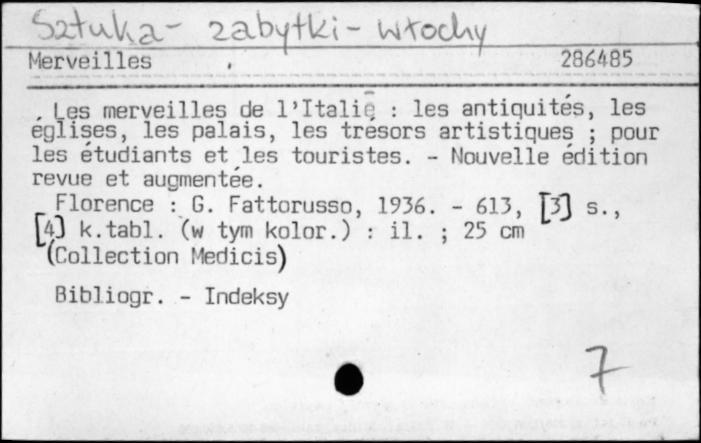 Sztuka - zabytki - Włochy
Merveilles 286485
Les merveilles de l'Italie : les antiquités, les
églises, les palais, les trésors artistiques ; pour
les étudiants et les touristes. - Nouvelle édition
revue et augmentée.
Florence : G. Fattorusso, 1936. - 613, [3] s.,
[4] k.tabl. (w tym kolor.) : il. ; 25 cm
(Collection Medicis)
Bibliogr. - Indeksy
7